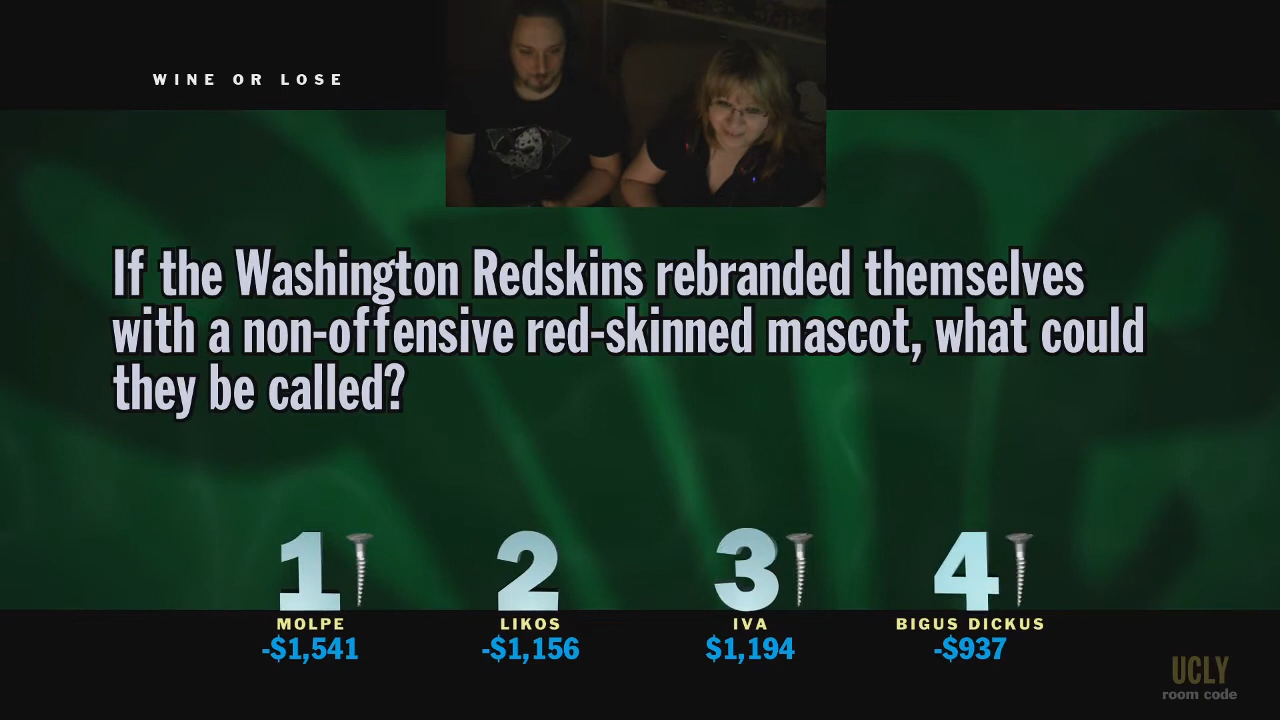 WINE OR LOSE
If the Washington Redskins rebranded themselves
with a non-offensive red-skinned mascot, what could
they be called?
1 2 3 4
MOLPE LIKOS IVA BIGUS DICKUS
-$1,541 -$1,156 $1,194 -$937
UCLY
room code